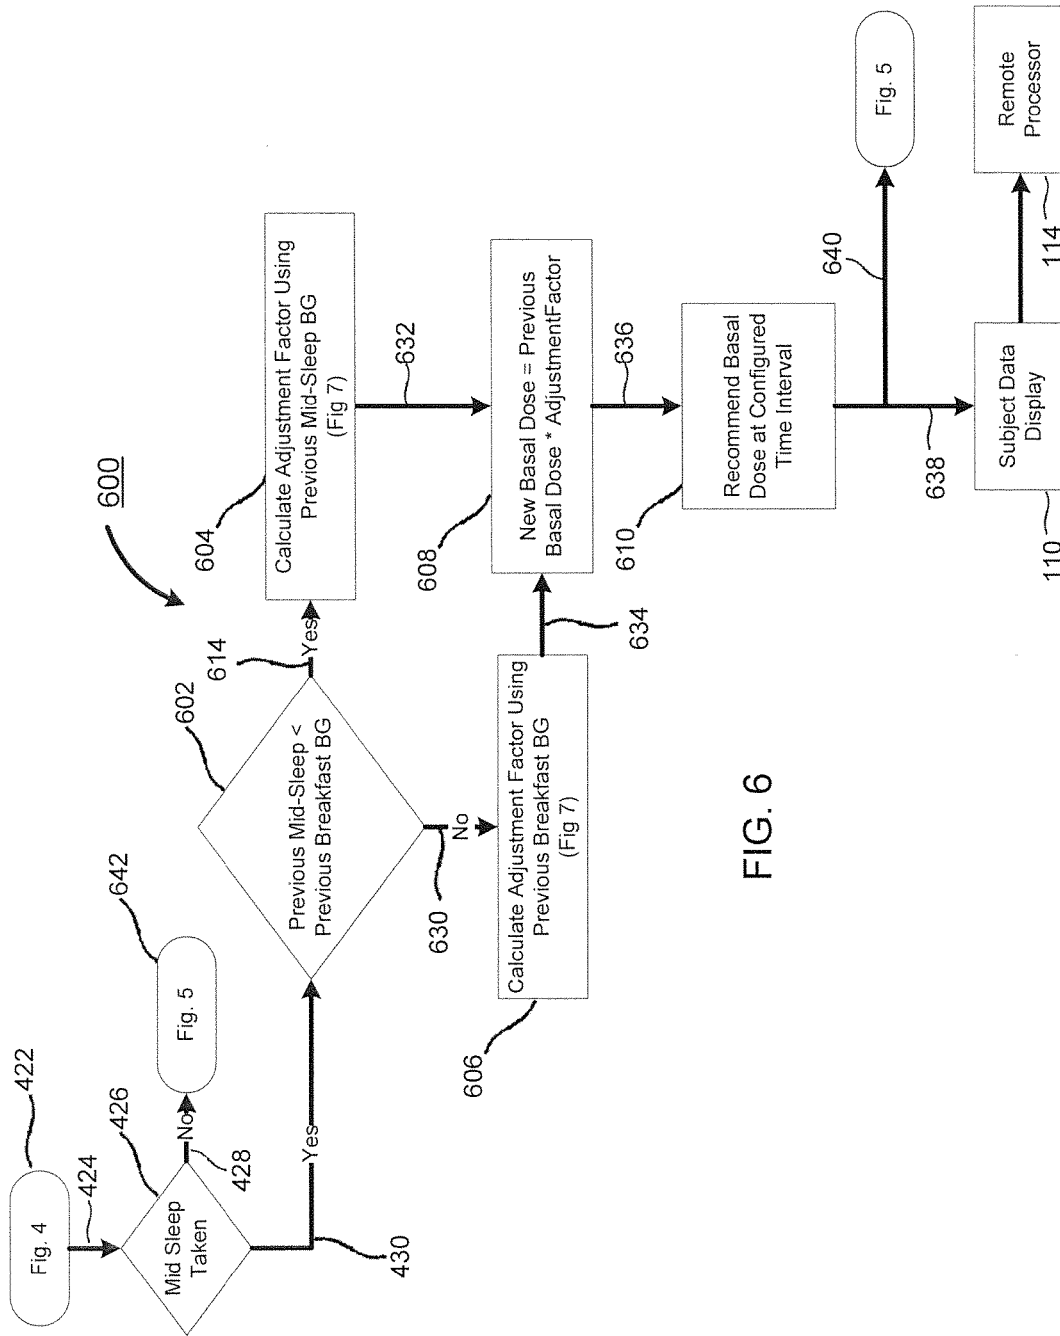 600
Fig. 4
422
424
Mid Sleep
Taken
426
No
428
Fig. 5
642
Yes
430
Previous Mid-Sleep <
Previous Breakfast BG
602
Yes
614
Calculate Adjustment Factor Using
Previous Mid-Sleep BG
(Fig 7)
604
No
630
Calculate Adjustment Factor Using
Previous Breakfast BG
(Fig 7)
606
632
634
New Basal Dose = Previous
Basal Dose * AdjustmentFactor
608
636
Recommend Basal
Dose at Configured
Time Interval
610
640
Fig. 5
638
Subject Data
Display
110
Remote
Processor
114
FIG. 6